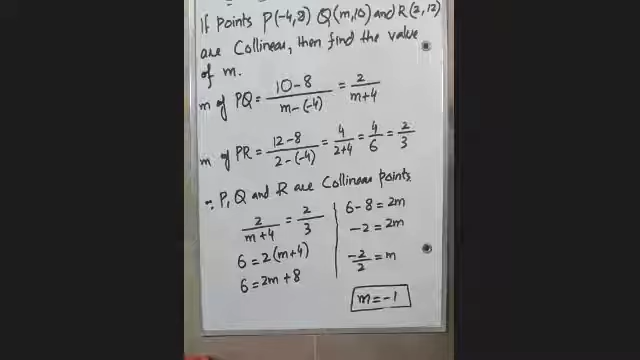 If points P(-4,8) Q(m,10) and R(2,12)
are Collinear, then find the value
of m.
m of PQ = 10-8 / m-(-4) = 2 / m+4
m of PR = 12-8 / 2-(-4) = 4 / 2+4 = 4/6 = 2/3
∵ P, Q and R are Collinear points
2 / m+4 = 2/3
6 = 2(m+4)
6 = 2m+8
6-8 = 2m
-2 = 2m
-2/2 = m
m = -1